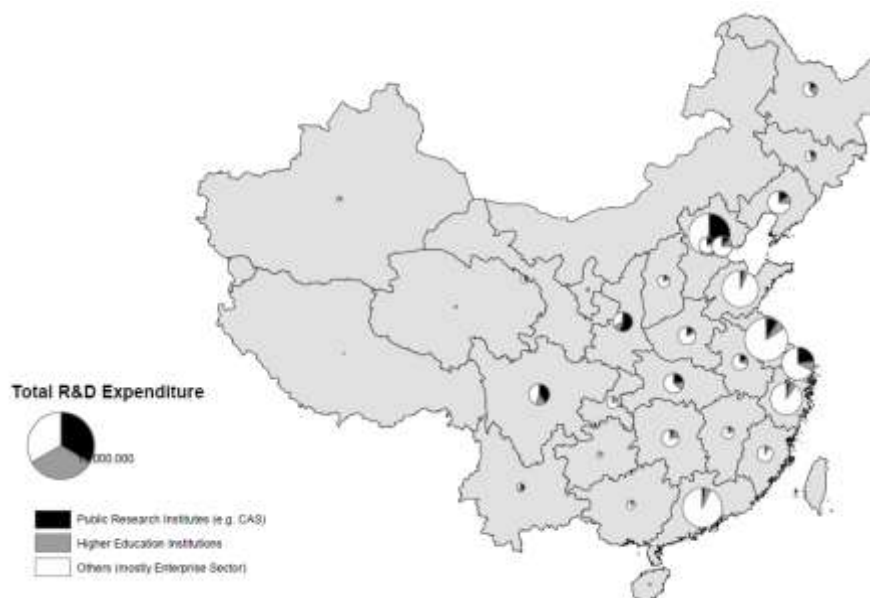 Total R&D Expenditure
Public Research Institutes (e.g. CAS)
Higher Education Institutions
Others (mostly Enterprise Sector)